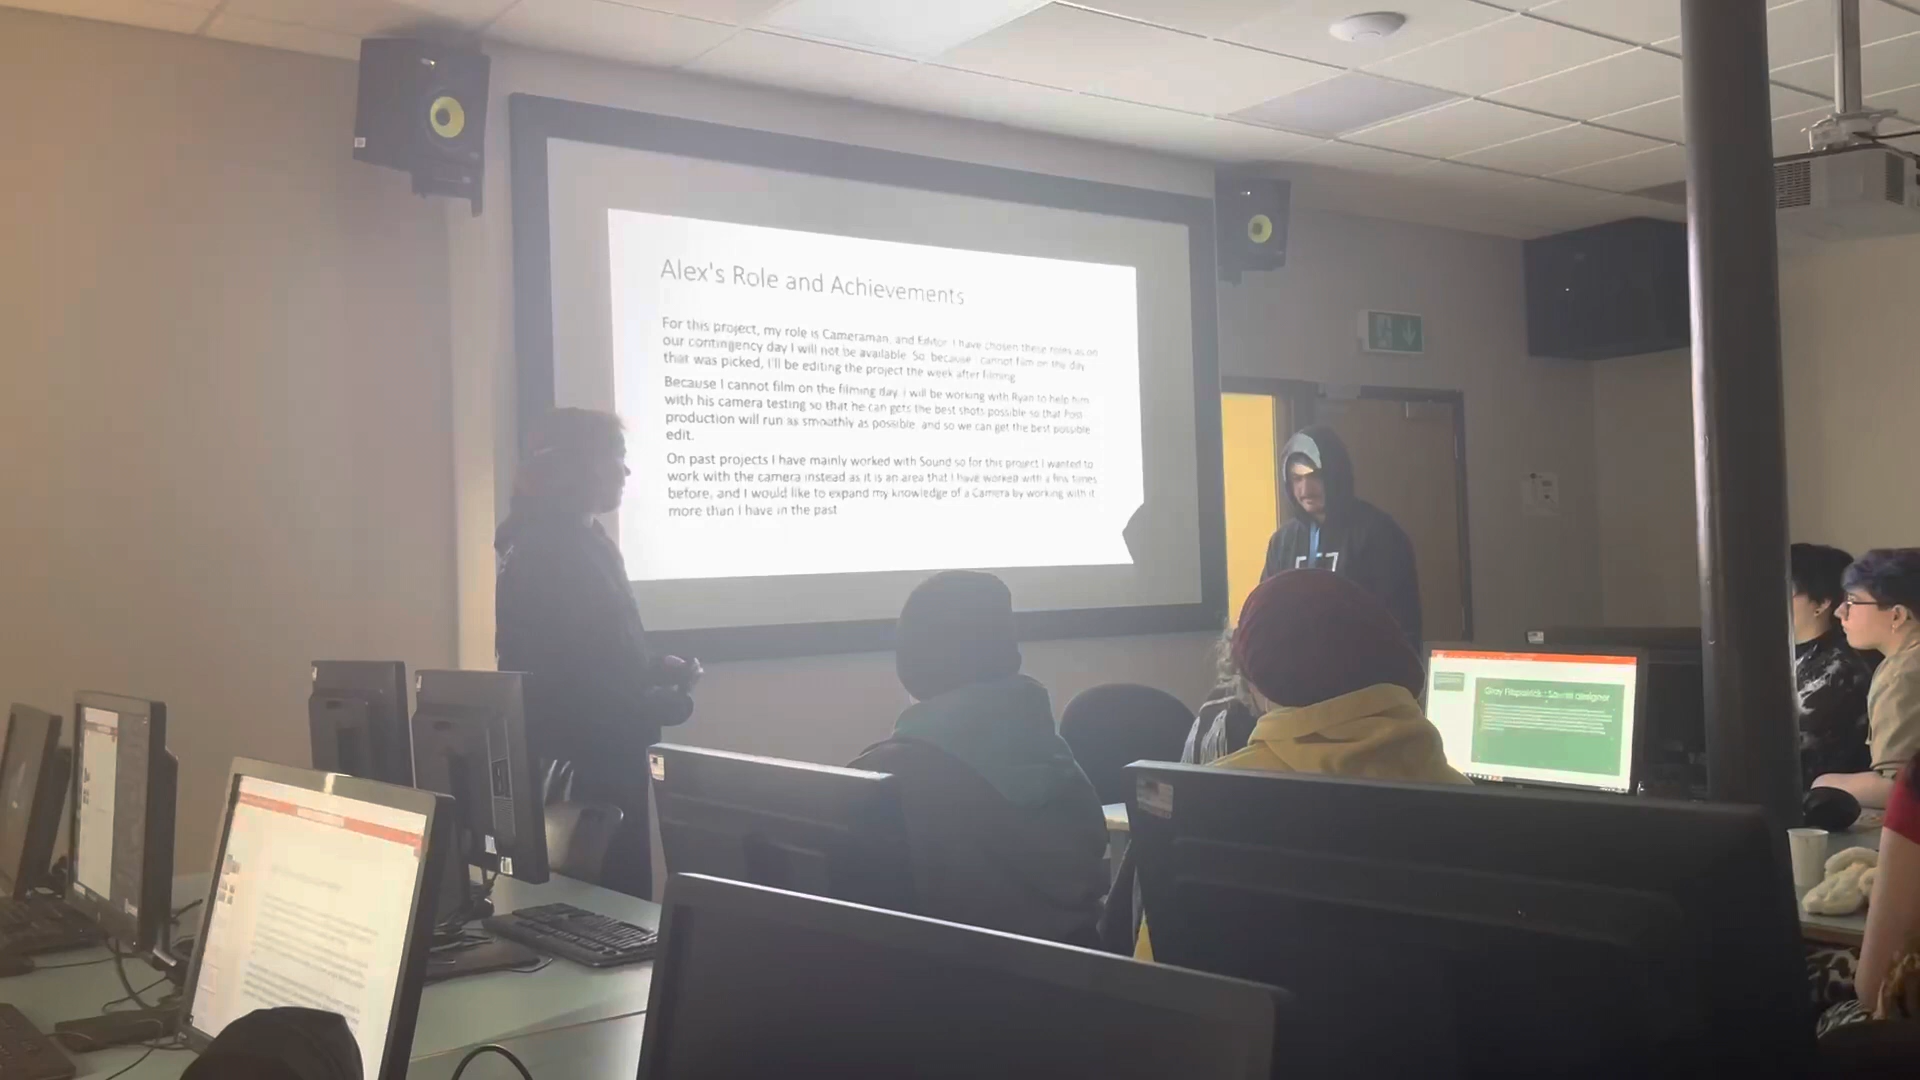 Alex's Role and Achievements
For this project, my role is Cameraman, and Editor. I have chosen these roles as on
our contingency day I will not be available. So, because I cannot film on the day
that was picked, I'll be editing the project the week after filming.
Because I cannot film on the filming day, I will be working with Ryan to help him
with his camera testing so that he can gets the best shots possible so that Post
production will run as smoothly as possible, and so we can get the best possible
edit.
On past projects I have mainly worked with Sound so for this project I wanted to
work with the camera instead as it is an area that I have worked with a few times
before, and I would like to expand my knowledge of a Camera by working with it
more than I have in the past
Gray Fitzpatrick : Sound designer